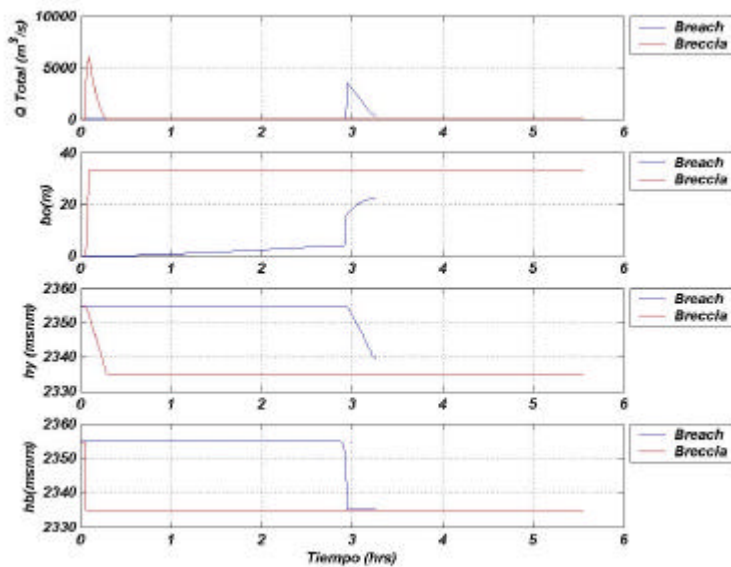 10000
5000
0
Q Total (m³/s)
0 1 2 3 4 5 6
Breach
Breccia
40
20
0
bo(m)
0 1 2 3 4 5 6
Breach
Breccia
2360
2350
2340
2330
hy (msnm)
0 1 2 3 4 5 6
Breach
Breccia
2360
2350
2340
2330
hb(msnm)
0 1 2 3 4 5 6
Tiempo (hrs)
Breach
Breccia